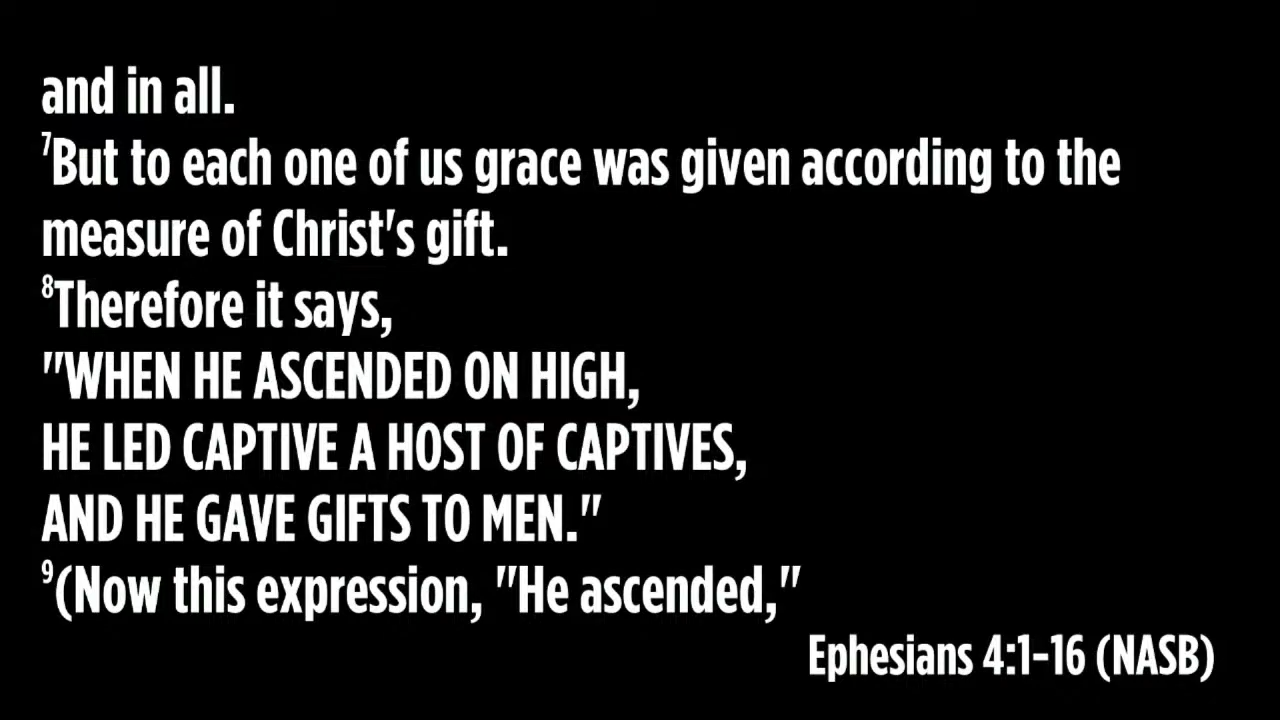 and in all.
⁷But to each one of us grace was given according to the
measure of Christ's gift.
⁸Therefore it says,
"WHEN HE ASCENDED ON HIGH,
HE LED CAPTIVE A HOST OF CAPTIVES,
AND HE GAVE GIFTS TO MEN."
⁹(Now this expression, "He ascended,"
Ephesians 4:1-16 (NASB)